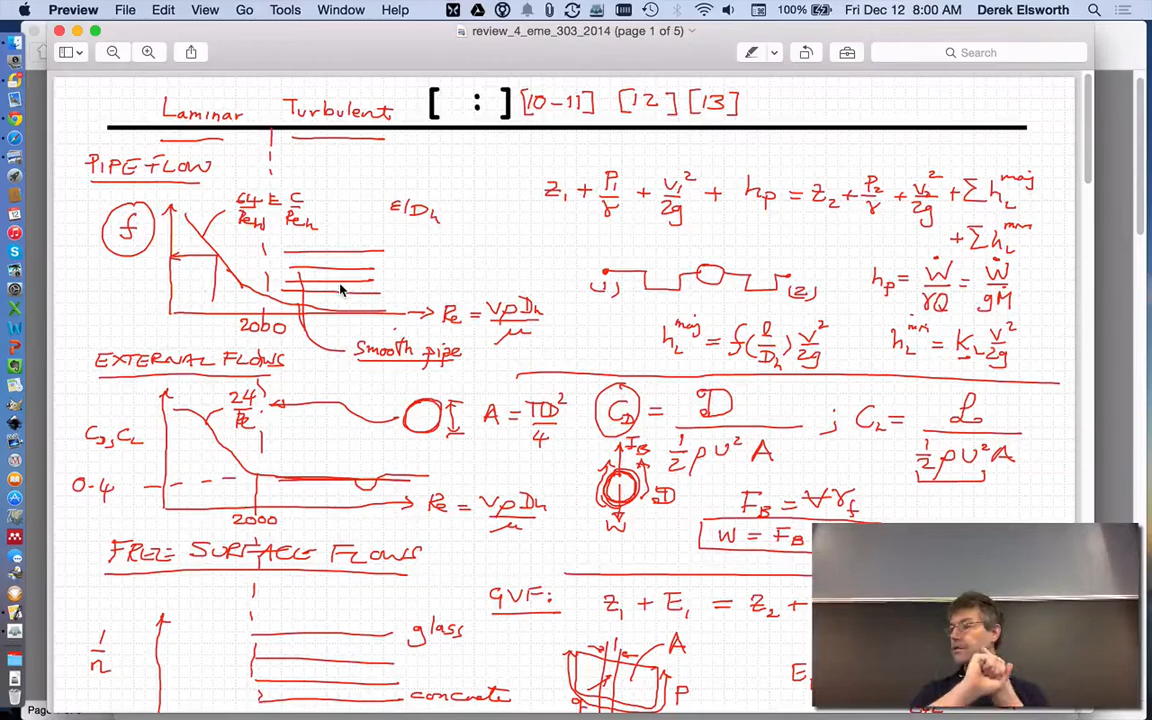 Preview File Edit View Go Tools Window Help 100% Fri Dec 12 8:00 AM Derek Elsworth
review_4_eme_303_2014 (page 1 of 5)
Search
Laminar Turbulent [ : ] [10-11] [12] [13]
PIPE FLOW
f
64/Reh ≡ C/Reh
ε/Dh
2000
Re = VρDh/μ
Smooth pipe
z1 + P1/γ + v1²/2g + hp = z2 + P2/γ + v2²/2g + Σ hL maj
+ Σ hL min
(1) (2)
hp = Ẇ/γQ = Ẇ/gṀ
hL maj = f(l/Dh) v²/2g
hL min = KL v²/2g
EXTERNAL FLOWS
CD, CL
24/Re
0.4
2000
Re = VρDh/μ
A = πD²/4
CD = D / ½ρU²A ; CL = L / ½ρU²A
FB
D
W
FB = Vγf
W = FB
FREE SURFACE FLOWS
1/n
glass
concrete
GVF: z1 + E1 = z2 +
A
P